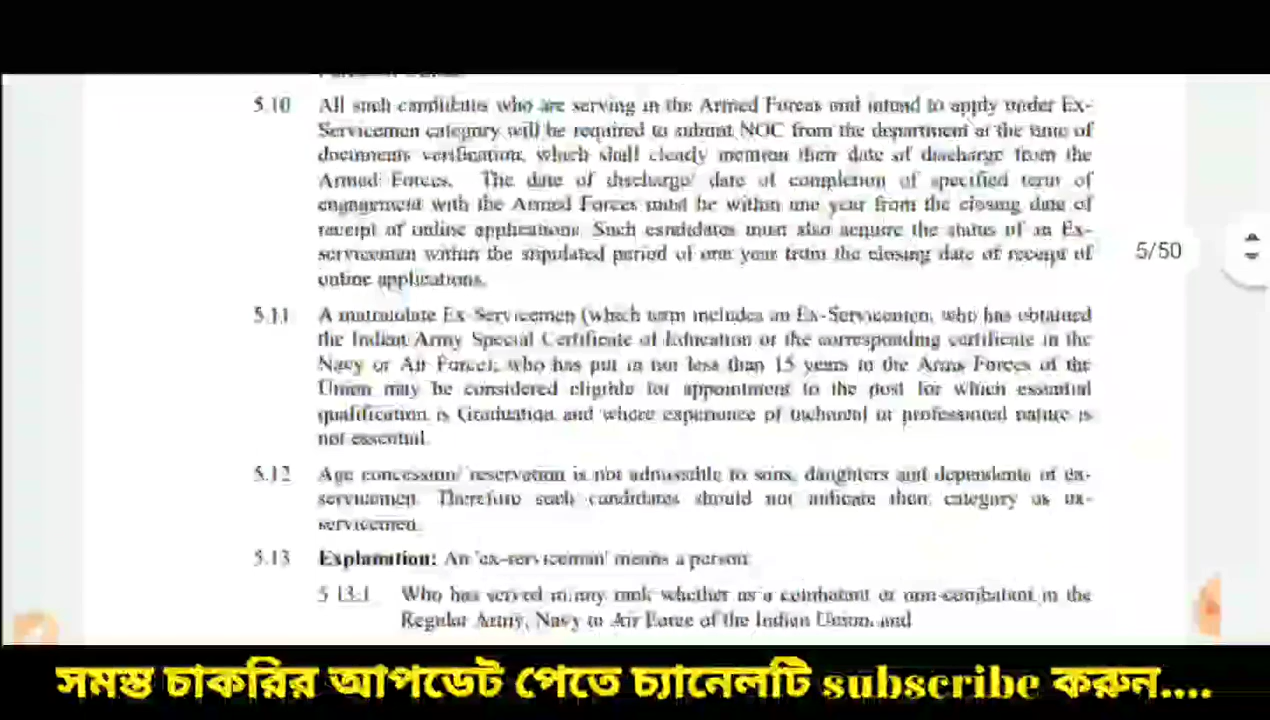 5.10 All such candidates who are serving in the Armed Forces and intend to apply under Ex-
Servicemen category will be required to submit NOC from the department at the time of
documents verification, which shall clearly mention their date of discharge from the
Armed Forces. The date of discharge/ date of completion of specified term of
engagement with the Armed Forces must be within one year from the closing date of
receipt of online applications. Such candidates must also acquire the status of an Ex-
serviceman within the stipulated period of one year from the closing date of receipt of
online applications.
5/50
5.11 A matriculate Ex-Servicemen (which term includes an Ex-Servicemen, who has obtained
the Indian Army Special Certificate of Education or the corresponding certificate in the
Navy or Air Force), who has put in not less than 15 years in the Arms Forces of the
Union may be considered eligible for appointment to the post for which essential
qualification is Graduation and where experience of technical or professional nature is
not essential.
5.12 Age concession/ reservation is not admissible to sons, daughters and dependents of ex-
servicemen. Therefore such candidates should not indicate their category as ex-
servicemen.
5.13 Explanation: An 'ex-serviceman' means a person
5.13.1 Who has served in any rank whether as a combatant or non-combatant in the
Regular Army, Navy to Air Force of the Indian Union, and
সমস্ত চাকরির আপডেট পেতে চ্যানেলটি subscribe করুন....